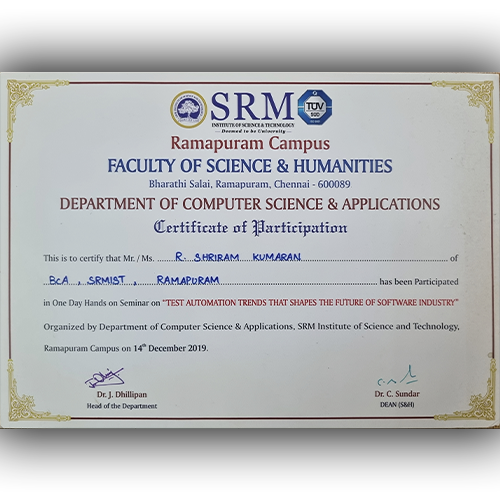 SRM
INSTITUTE OF SCIENCE & TECHNOLOGY
Deemed to be University
TÜV
SÜD
Ramapuram Campus
FACULTY OF SCIENCE & HUMANITIES
Bharathi Salai, Ramapuram, Chennai - 600089
DEPARTMENT OF COMPUTER SCIENCE & APPLICATIONS
Certificate of Participation
This is to certify that Mr. / Ms. R. SHRIRAM KUMARAN of
BCA, SRMIST, RAMAPURAM has been Participated
in One Day Hands on Seminar on "TEST AUTOMATION TRENDS THAT SHAPES THE FUTURE OF SOFTWARE INDUSTRY"
Organized by Department of Computer Science & Applications, SRM Institute of Science and Technology,
Ramapuram Campus on 14th December 2019.
Dr. J. Dhillipan
Head of the Department
Dr. C. Sundar
DEAN (S&H)